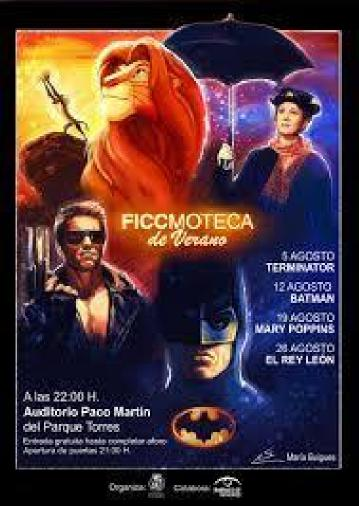 FICCMOTECA
de Verano
5 AGOSTO
TERMINATOR
12 AGOSTO
BATMAN
19 AGOSTO
MARY POPPINS
26 AGOSTO
EL REY LEÓN
A las 22:00 H.
Auditorio Paco Martín
del Parque Torres
Entrada gratuita hasta completar aforo
Apertura de puertas 21:00 H.
María Buigues
Organiza:
Colabora: